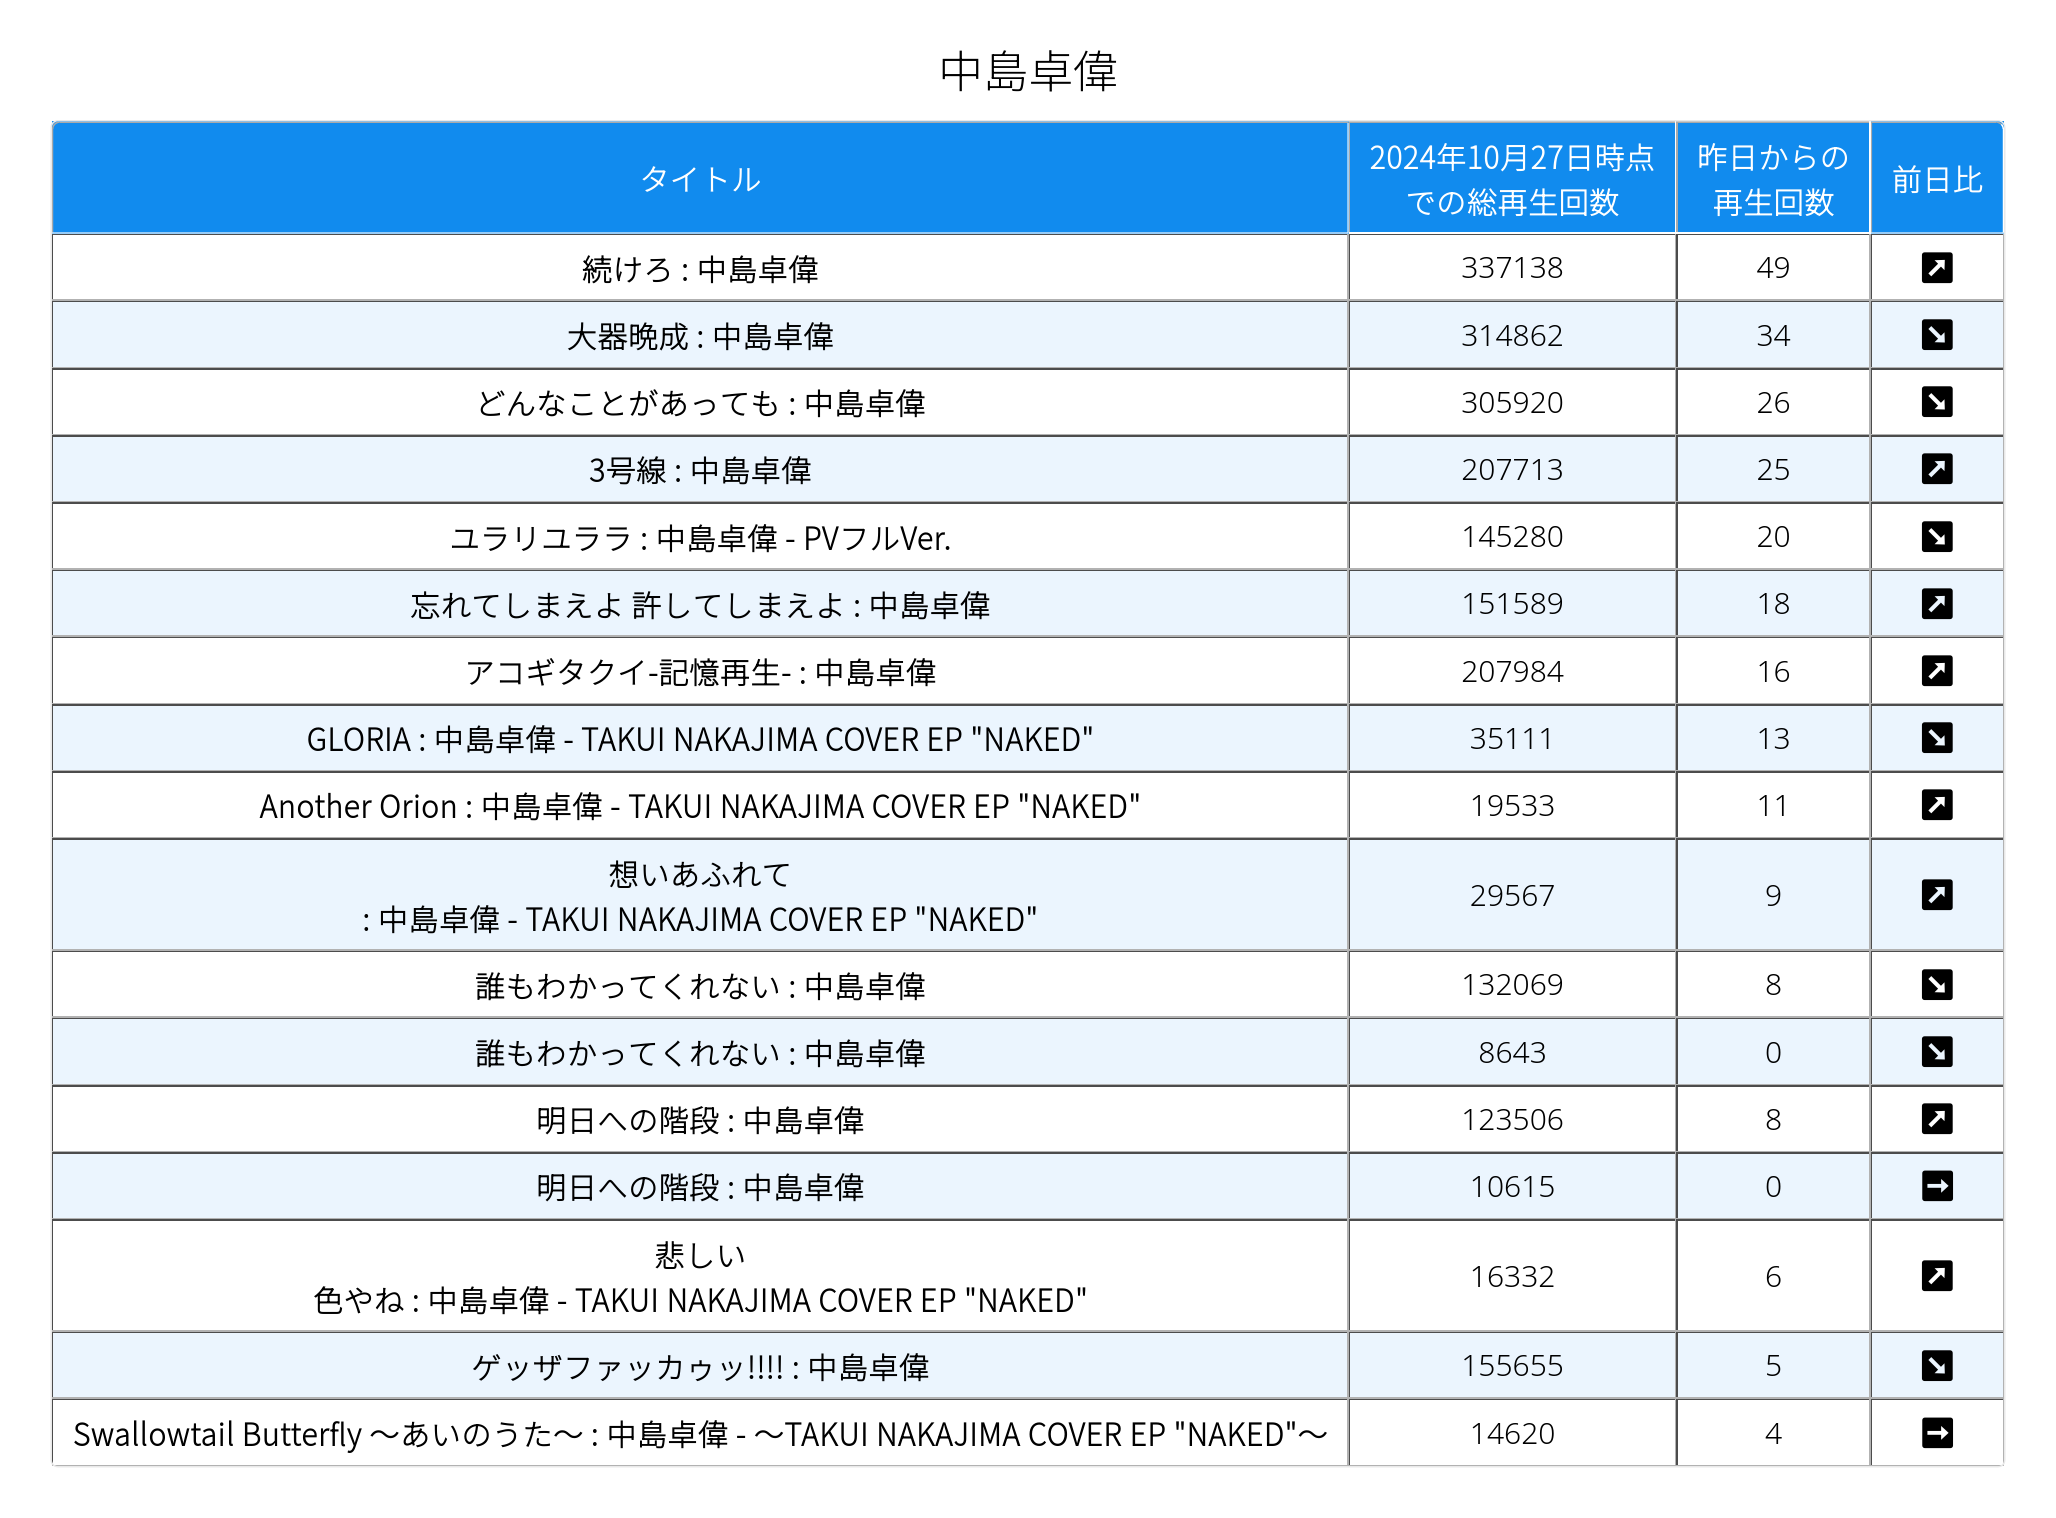 中島卓偉
タイトル
2024年10月27日時点
での総再生回数
昨日からの
再生回数
前日比
続けろ : 中島卓偉 337138 49
大器晩成 : 中島卓偉 314862 34
どんなことがあっても : 中島卓偉 305920 26
3号線 : 中島卓偉 207713 25
ユラリユララ : 中島卓偉 - PVフルVer. 145280 20
忘れてしまえよ 許してしまえよ : 中島卓偉 151589 18
アコギタクイ-記憶再生- : 中島卓偉 207984 16
GLORIA : 中島卓偉 - TAKUI NAKAJIMA COVER EP "NAKED" 35111 13
Another Orion : 中島卓偉 - TAKUI NAKAJIMA COVER EP "NAKED" 19533 11
想いあふれて
: 中島卓偉 - TAKUI NAKAJIMA COVER EP "NAKED" 29567 9
誰もわかってくれない : 中島卓偉 132069 8
誰もわかってくれない : 中島卓偉 8643 0
明日への階段 : 中島卓偉 123506 8
明日への階段 : 中島卓偉 10615 0
悲しい
色やね : 中島卓偉 - TAKUI NAKAJIMA COVER EP "NAKED" 16332 6
ゲッザファッカゥッ!!!! : 中島卓偉 155655 5
Swallowtail Butterfly 〜あいのうた〜 : 中島卓偉 - 〜TAKUI NAKAJIMA COVER EP "NAKED"〜 14620 4